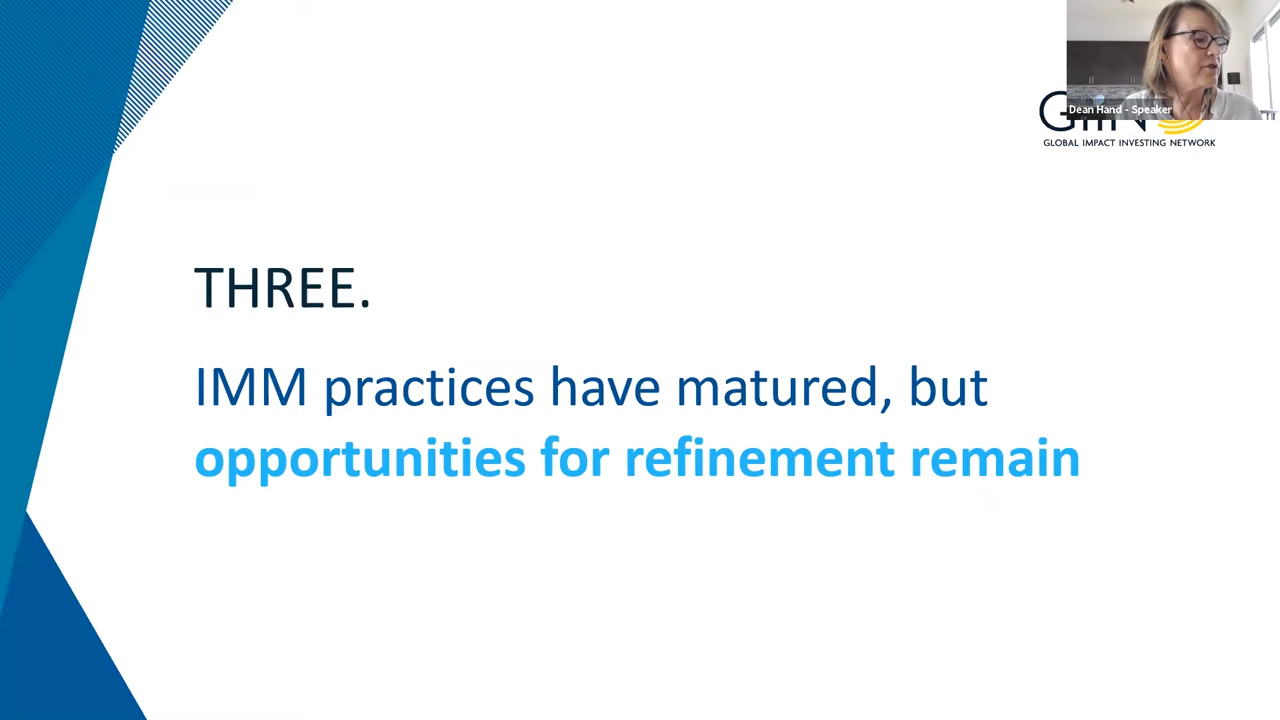 Dean Hand - Speaker
GLOBAL IMPACT INVESTING NETWORK
THREE.
IMM practices have matured, but
opportunities for refinement remain